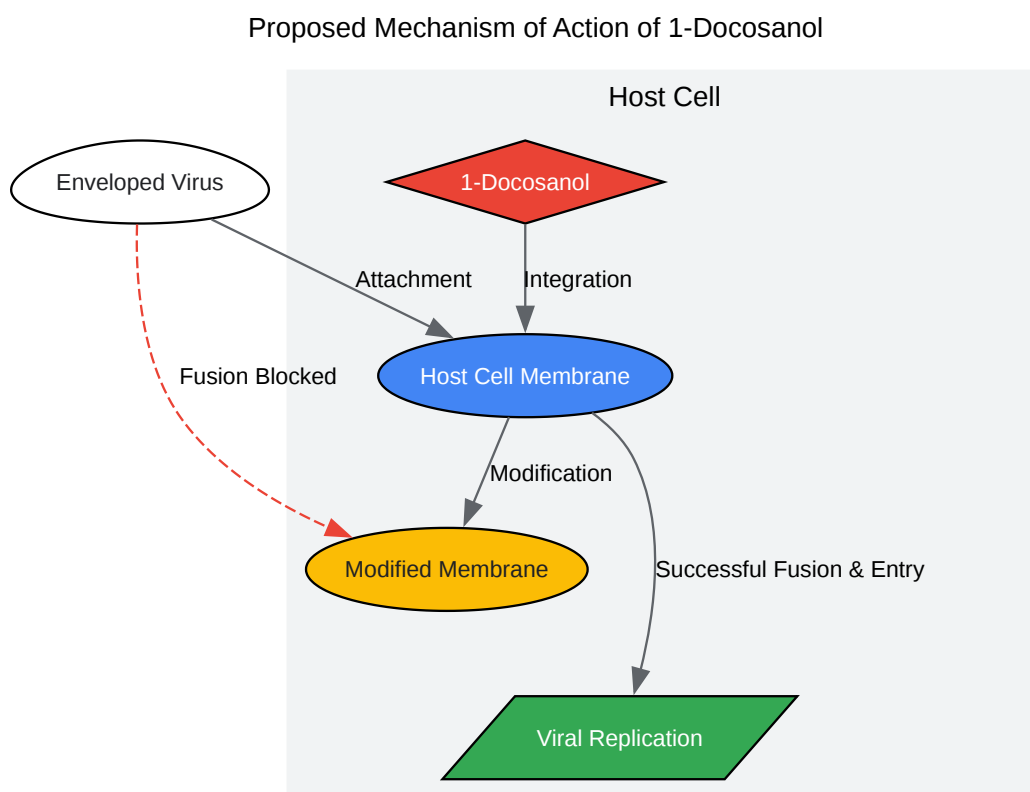 Proposed Mechanism of Action of 1-Docosanol
Host Cell
Enveloped Virus
1-Docosanol
Attachment
Integration
Fusion Blocked
Host Cell Membrane
Modification
Modified Membrane
Successful Fusion & Entry
Viral Replication